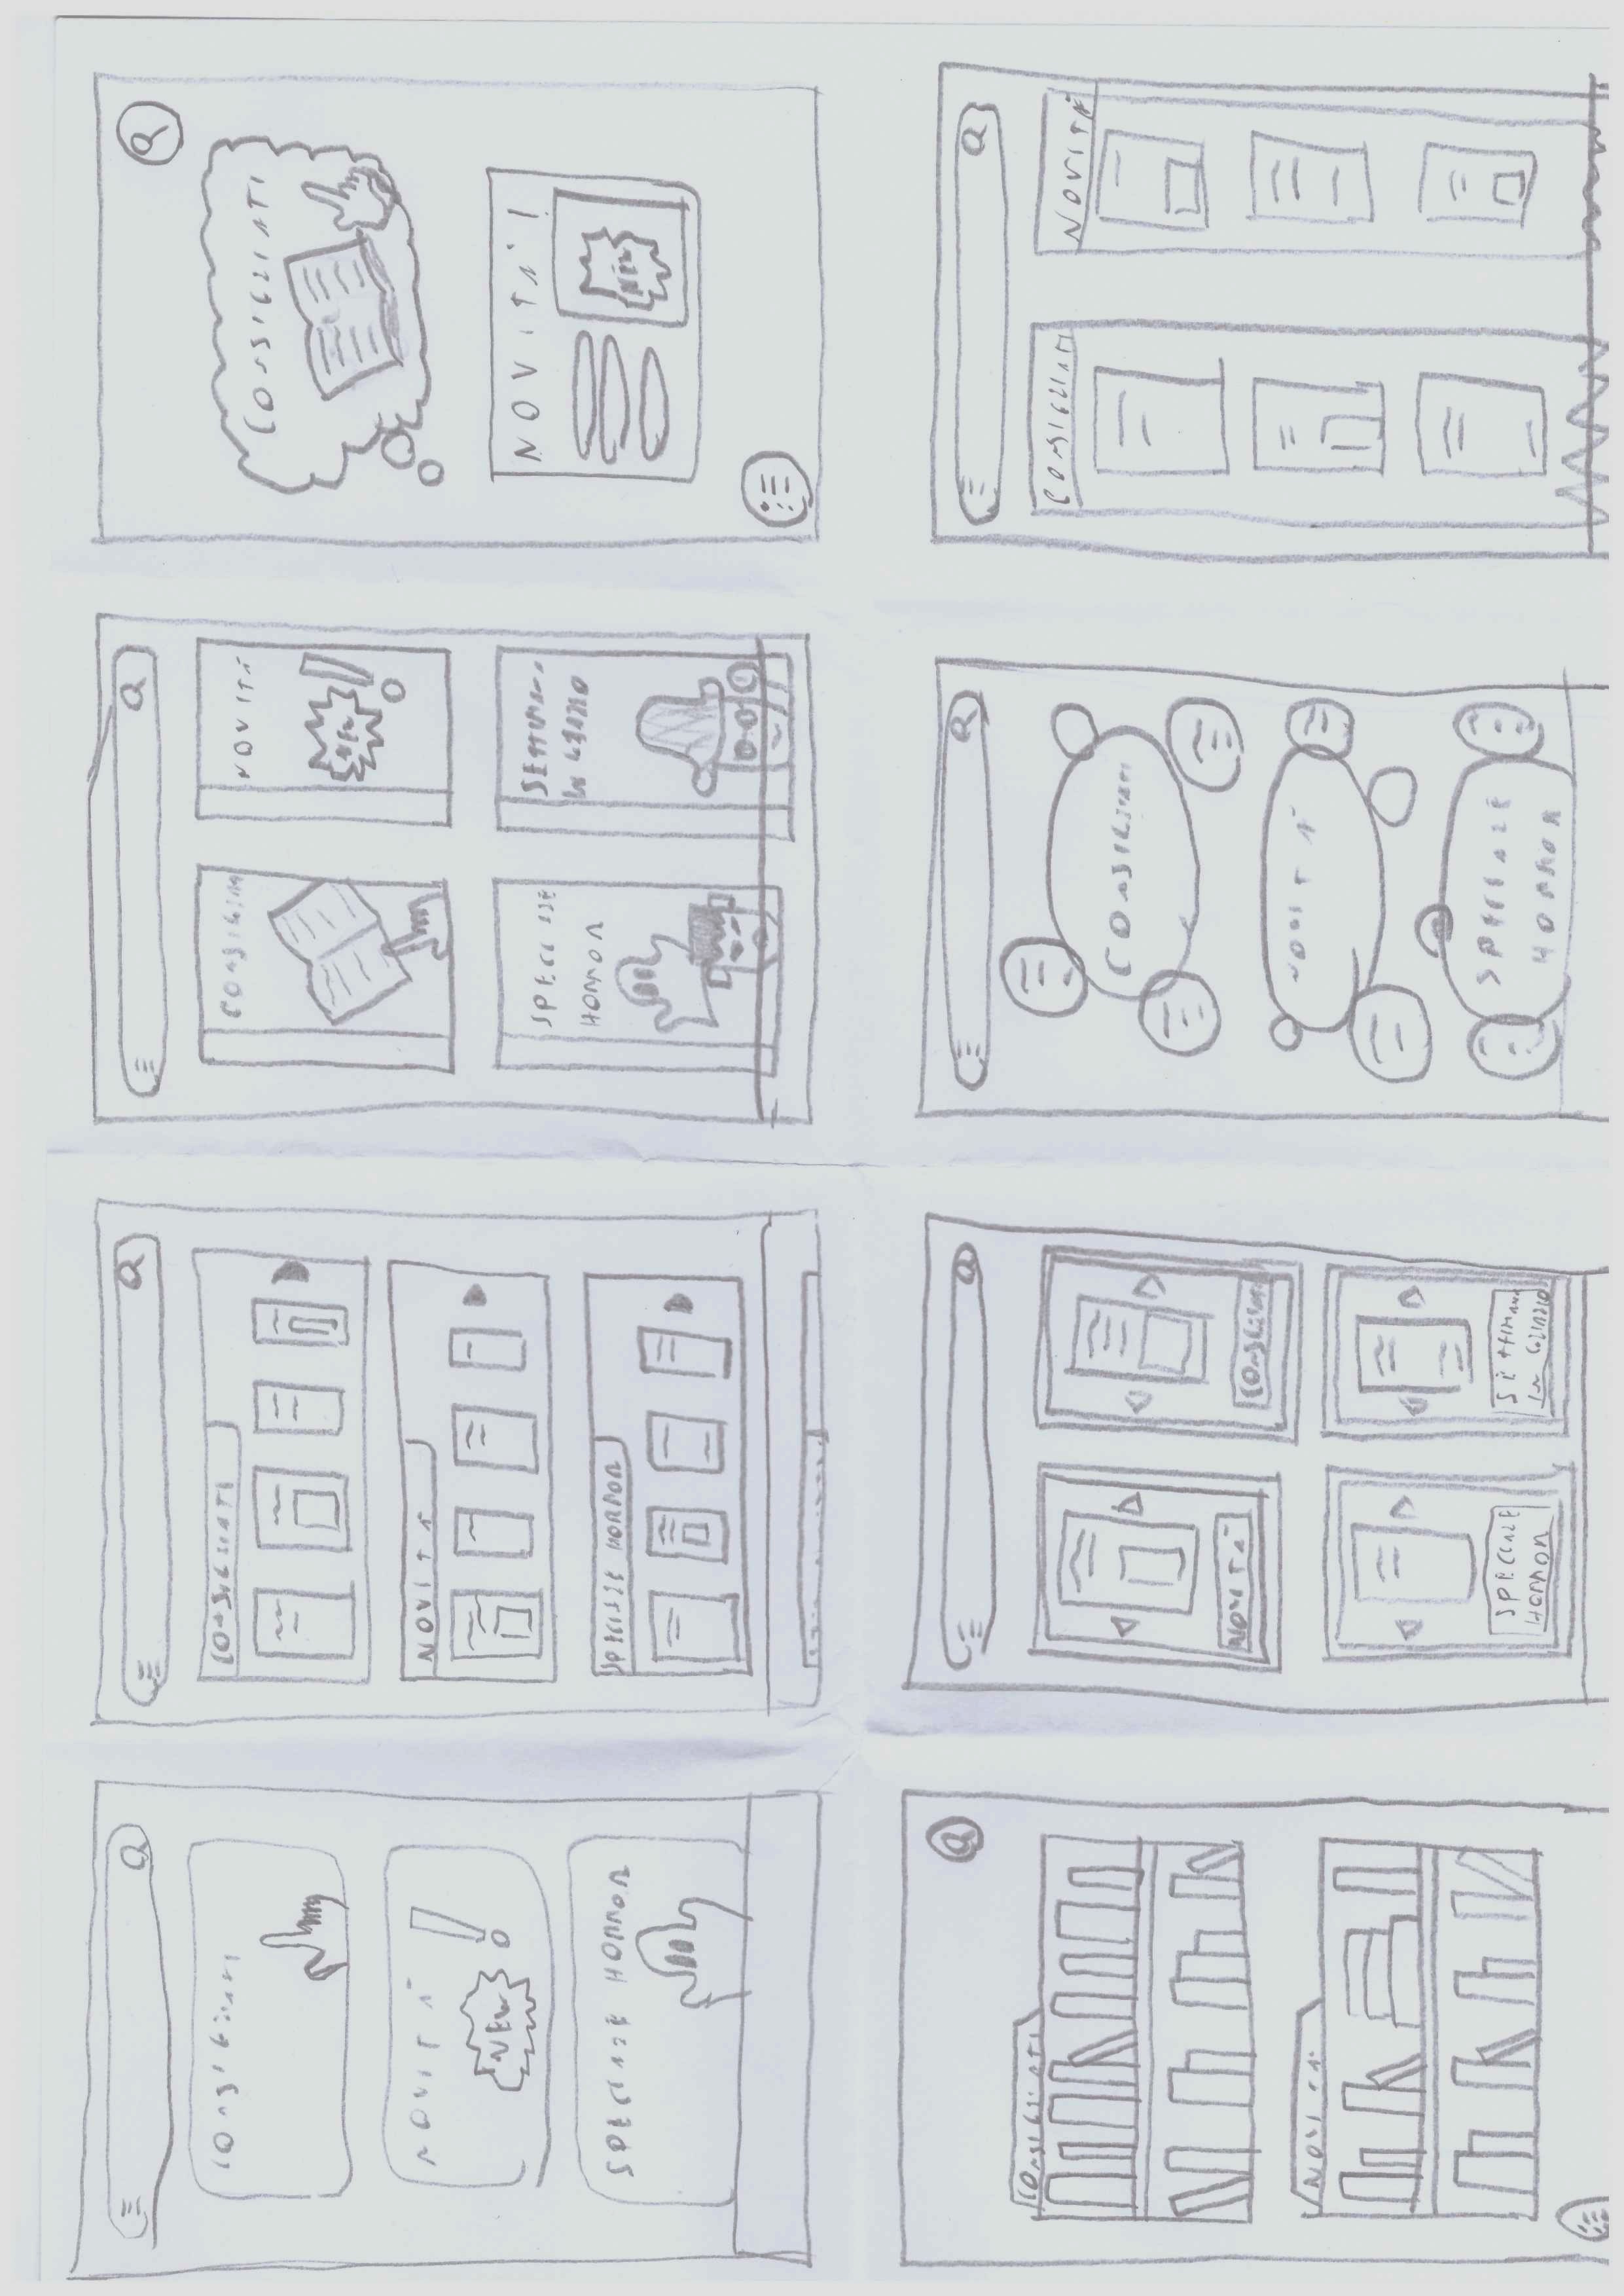 CONSIGLIATI
NOVITÀ
NEW
SPECIALE HORROR
CONSIGLIATI
NOVITÀ
SPECIALE HORROR
CONSIGLIATI
NOVITÀ
NEW
SPECIALE
HORROR
SETTIMANA
IN GIALLO
CONSIGLIATI
NOVITÀ!
NEW
CONSIGLIATI
NOVITÀ
NOVITÀ
CONSIGLIATI
SPECIALE
HORROR
SETTIMANA
IN GIALLO
CONSIGLIATI
NOVITÀ
SPECIALE
HORROR
CONSIGLIATI
NOVITÀ